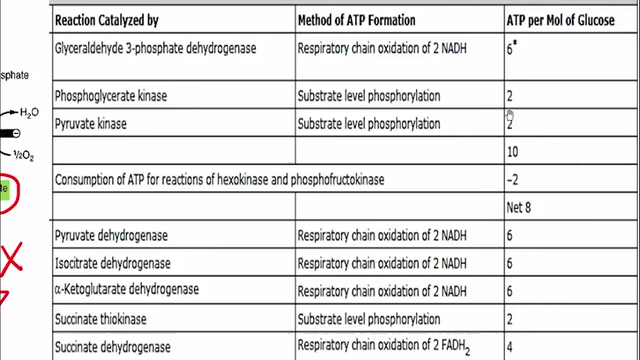 Reaction Catalyzed by Method of ATP Formation ATP per Mol of Glucose
Glyceraldehyde 3-phosphate dehydrogenase Respiratory chain oxidation of 2 NADH 6*
sphate
Phosphoglycerate kinase Substrate level phosphorylation 2
H₂O
Pyruvate kinase Substrate level phosphorylation 2
½O₂
10
Consumption of ATP for reactions of hexokinase and phosphofructokinase –2
Net 8
Pyruvate dehydrogenase Respiratory chain oxidation of 2 NADH 6
Isocitrate dehydrogenase Respiratory chain oxidation of 2 NADH 6
α-Ketoglutarate dehydrogenase Respiratory chain oxidation of 2 NADH 6
Succinate thiokinase Substrate level phosphorylation 2
Succinate dehydrogenase Respiratory chain oxidation of 2 FADH₂ 4